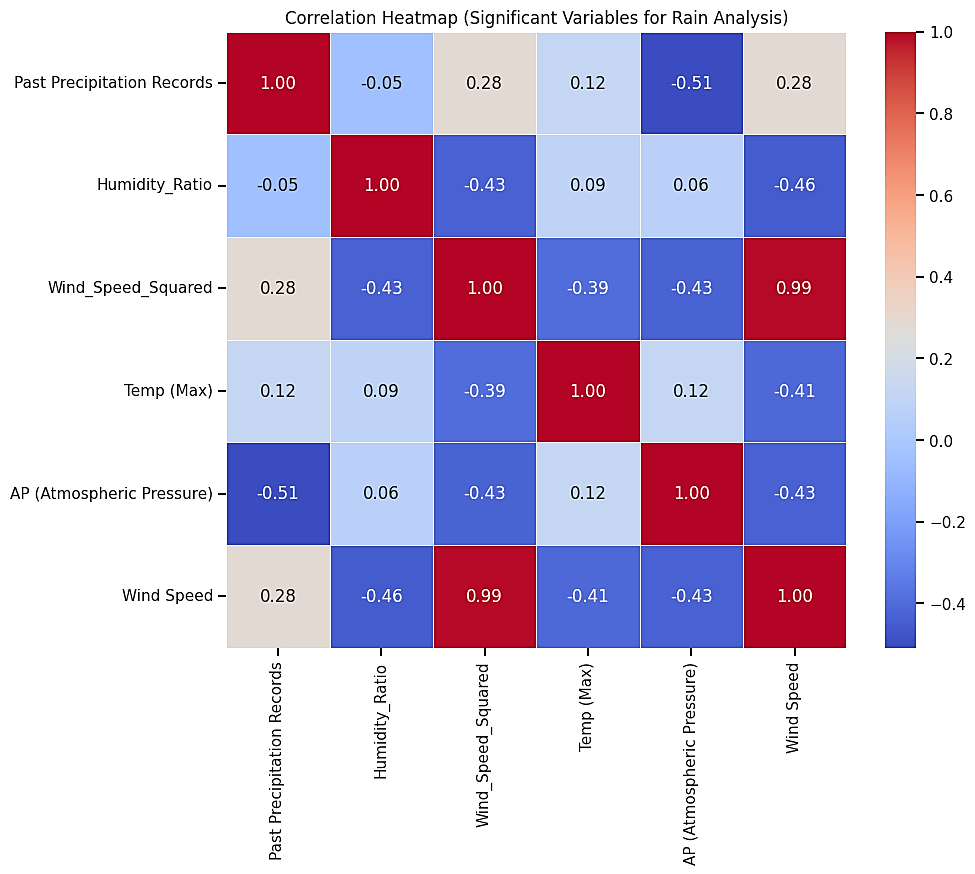 Correlation Heatmap (Significant Variables for Rain Analysis)
Past Precipitation Records
1.00 -0.05 0.28 0.12 -0.51 0.28
Humidity_Ratio
-0.05 1.00 -0.43 0.09 0.06 -0.46
Wind_Speed_Squared
0.28 -0.43 1.00 -0.39 -0.43 0.99
Temp (Max)
0.12 0.09 -0.39 1.00 0.12 -0.41
AP (Atmospheric Pressure)
-0.51 0.06 -0.43 0.12 1.00 -0.43
Wind Speed
0.28 -0.46 0.99 -0.41 -0.43 1.00
Past Precipitation Records
Humidity_Ratio
Wind_Speed_Squared
Temp (Max)
AP (Atmospheric Pressure)
Wind Speed
1.0
0.8
0.6
0.4
0.2
0.0
−0.2
−0.4